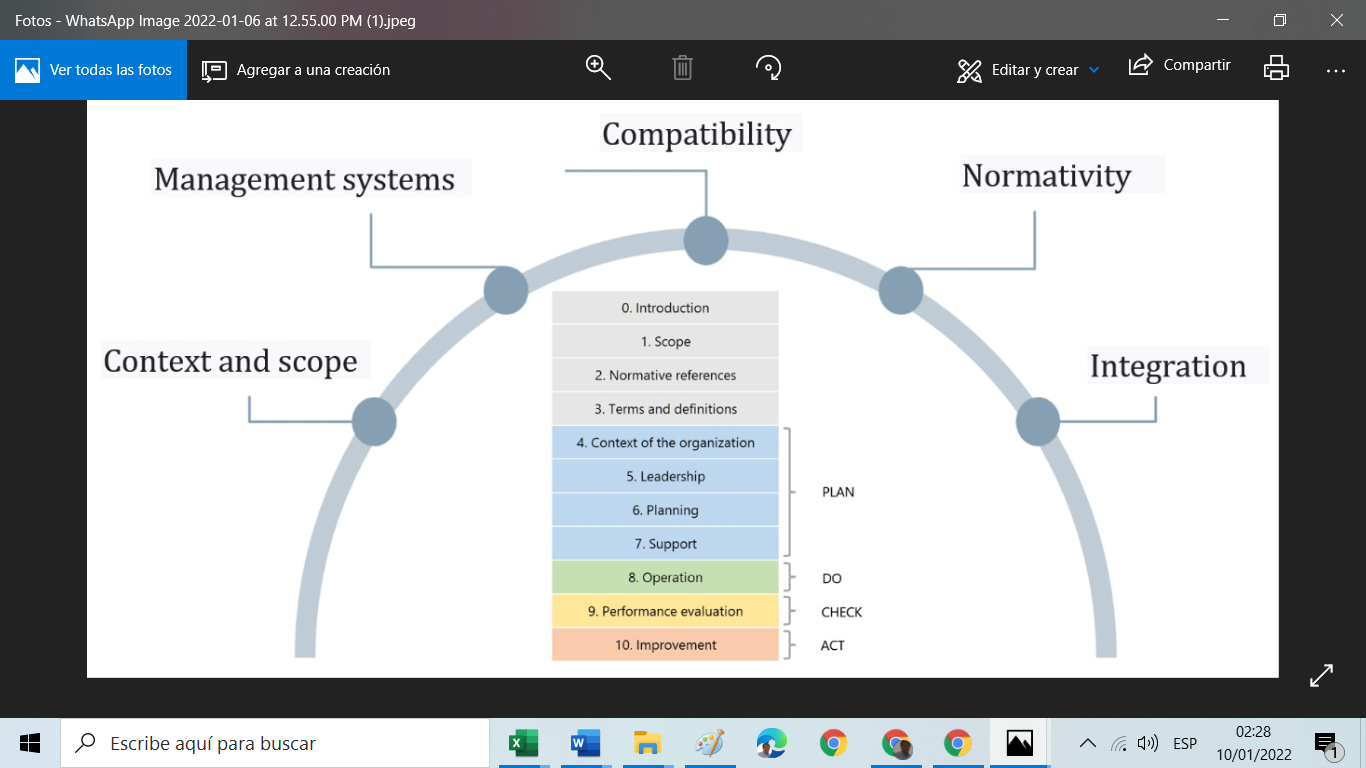 Fotos - WhatsApp Image 2022-01-06 at 12.55.00 PM (1).jpeg
Ver todas las fotos
Agregar a una creación
Editar y crear
Compartir
Compatibility
Management systems
Normativity
Context and scope
Integration
0. Introduction
1. Scope
2. Normative references
3. Terms and definitions
4. Context of the organization
5. Leadership
6. Planning
7. Support
PLAN
8. Operation
DO
9. Performance evaluation
CHECK
10. Improvement
ACT
Escribe aquí para buscar
ESP
02:28
10/01/2022
1